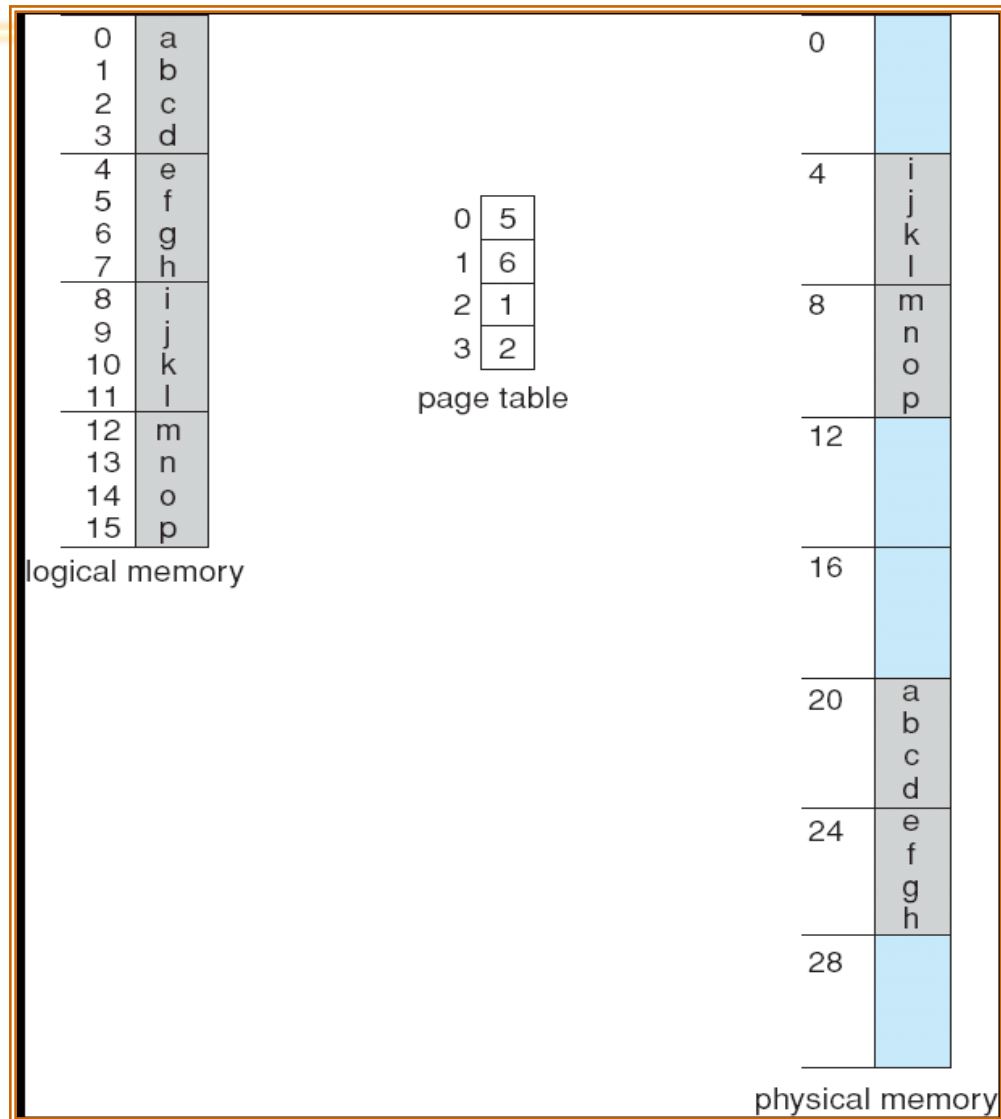 0 a
1 b
2 c
3 d
4 e
5 f
6 g
7 h
8 i
9 j
10 k
11 l
12 m
13 n
14 o
15 p
logical memory
0 5
1 6
2 1
3 2
page table
0
4 i
j
k
l
8 m
n
o
p
12
16
20 a
b
c
d
24 e
f
g
h
28
physical memory